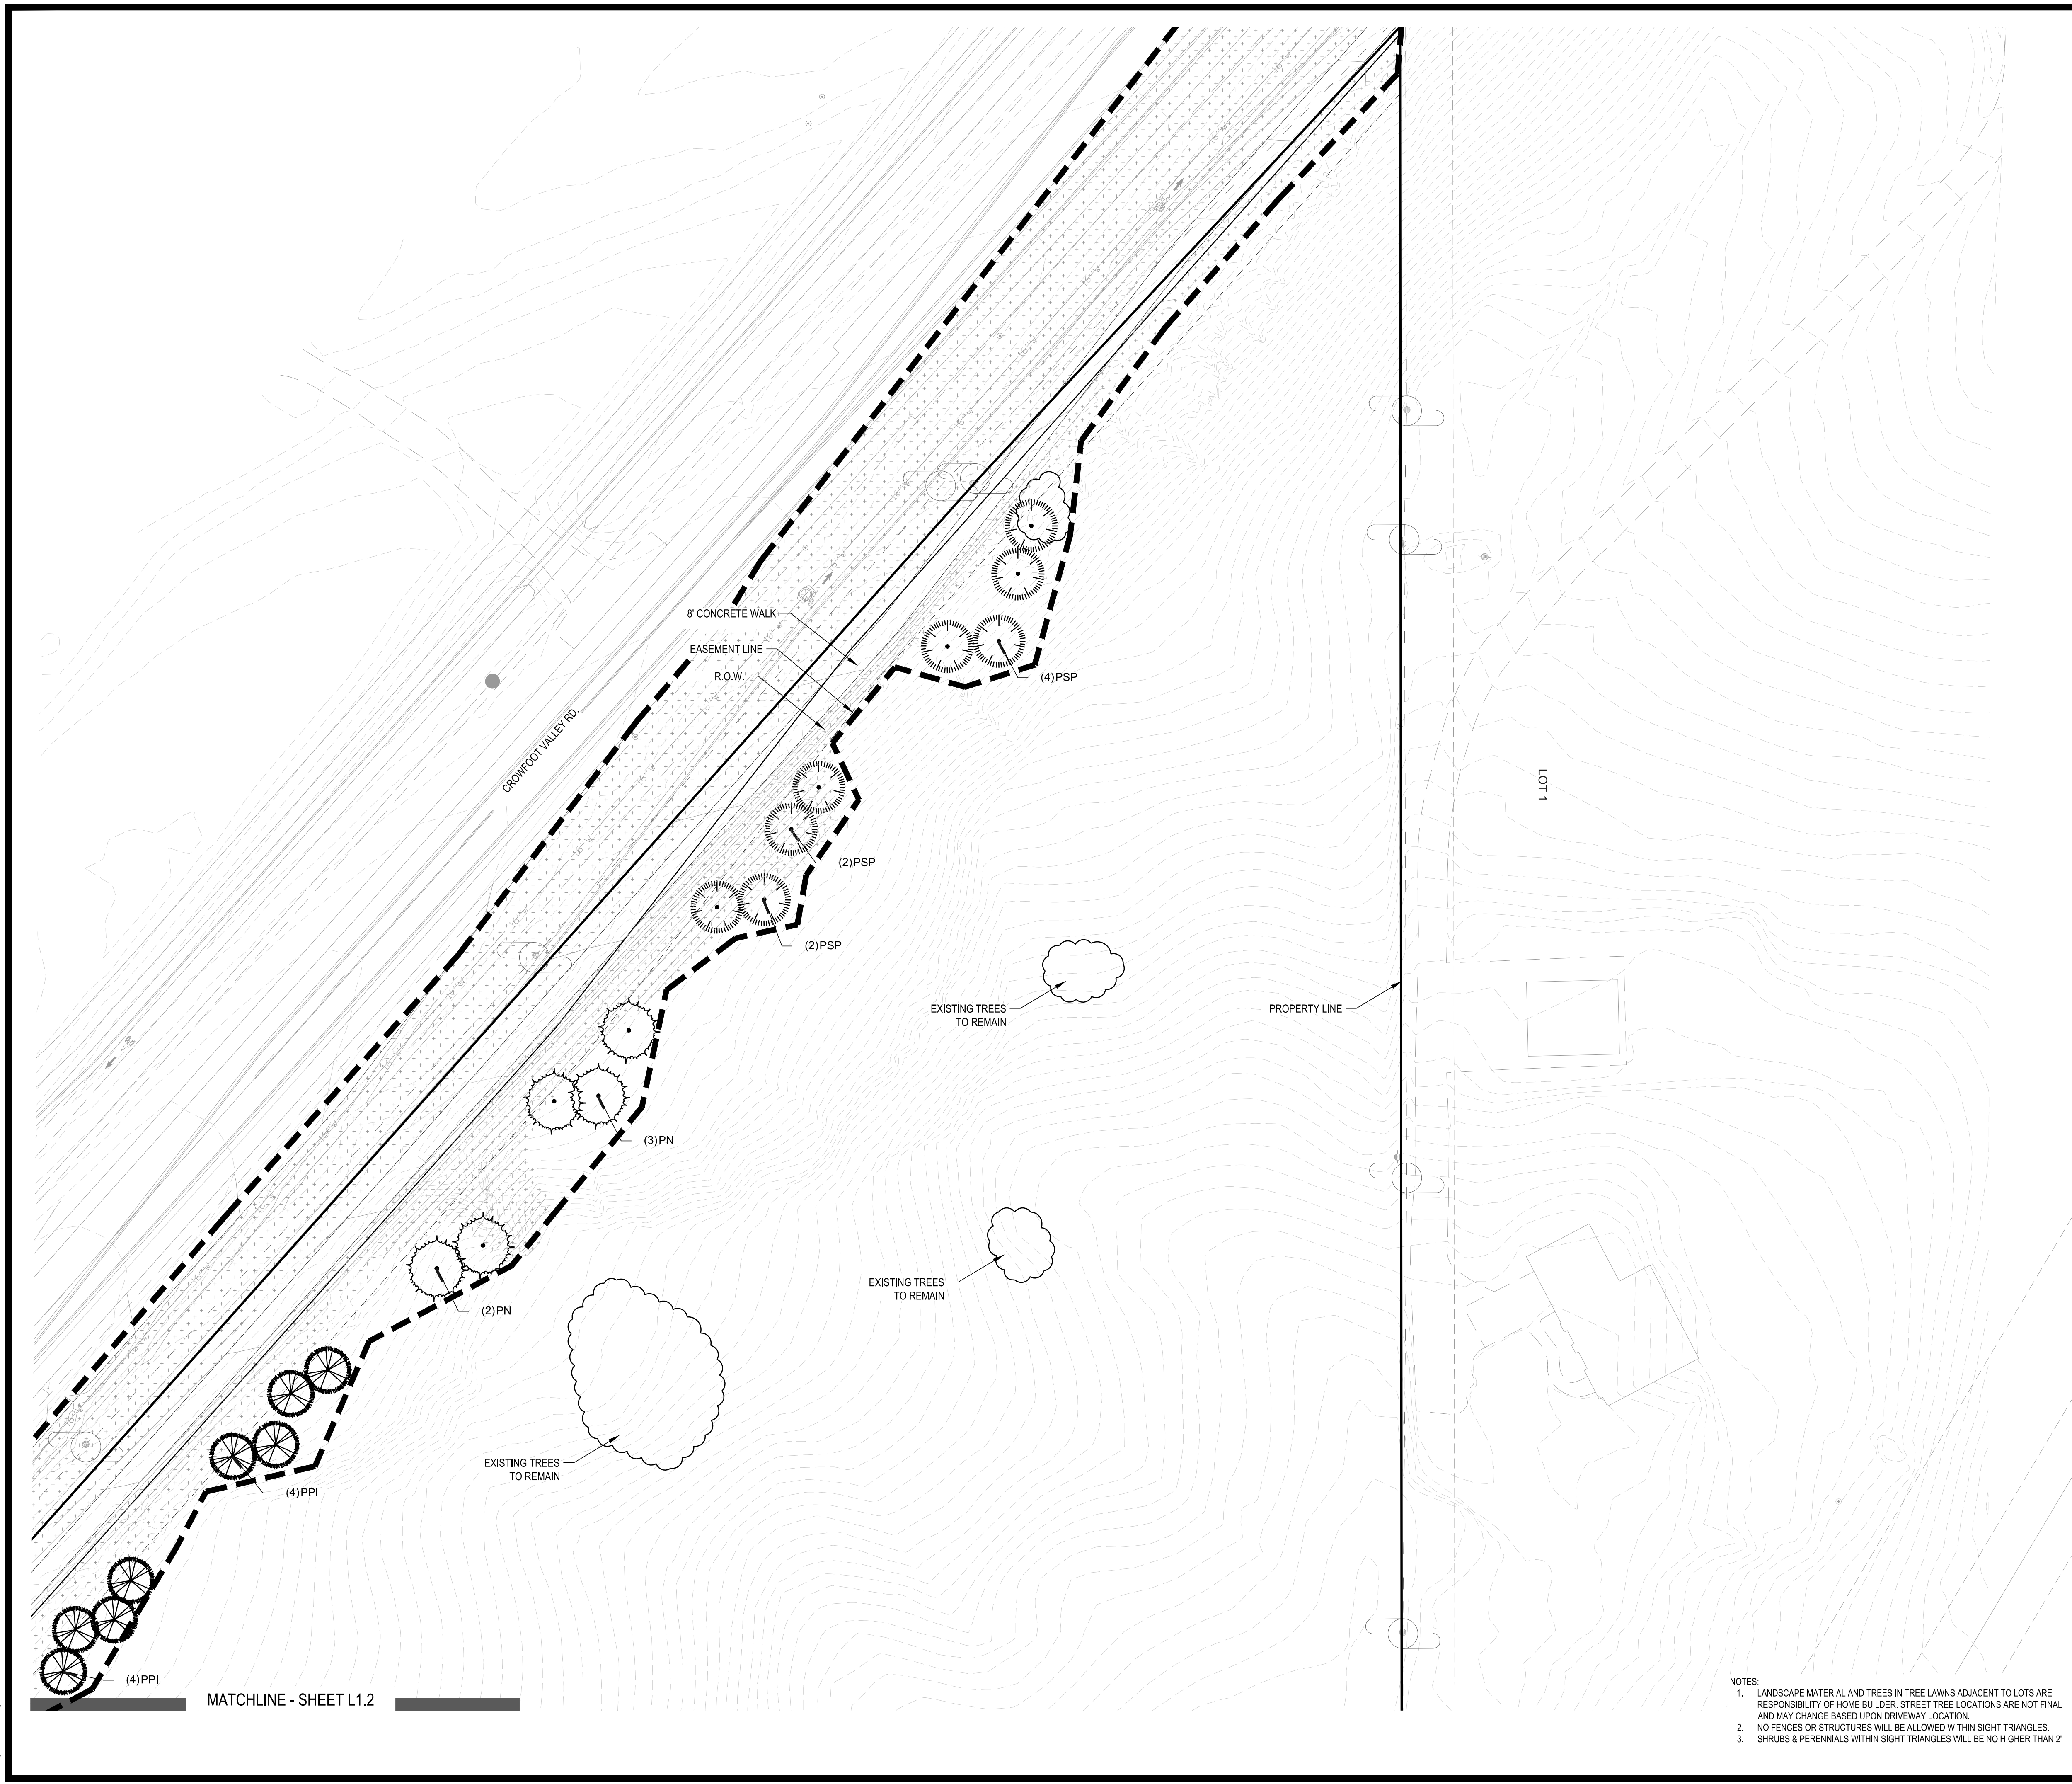 8' CONCRETE WALK
EASEMENT LINE
R.O.W.
(4)PSP
CROWFOOT VALLEY RD.
LOT 1
(2)PSP
(2)PSP
EXISTING TREES
TO REMAIN
PROPERTY LINE
(3)PN
EXISTING TREES
TO REMAIN
(2)PN
EXISTING TREES
TO REMAIN
(4)PPI
(4)PPI
MATCHLINE - SHEET L1.2
NOTES:
1. LANDSCAPE MATERIAL AND TREES IN TREE LAWNS ADJACENT TO LOTS ARE
RESPONSIBILITY OF HOME BUILDER. STREET TREE LOCATIONS ARE NOT FINAL
AND MAY CHANGE BASED UPON DRIVEWAY LOCATION.
2. NO FENCES OR STRUCTURES WILL BE ALLOWED WITHIN SIGHT TRIANGLES.
3. SHRUBS & PERENNIALS WITHIN SIGHT TRIANGLES WILL BE NO HIGHER THAN 2'